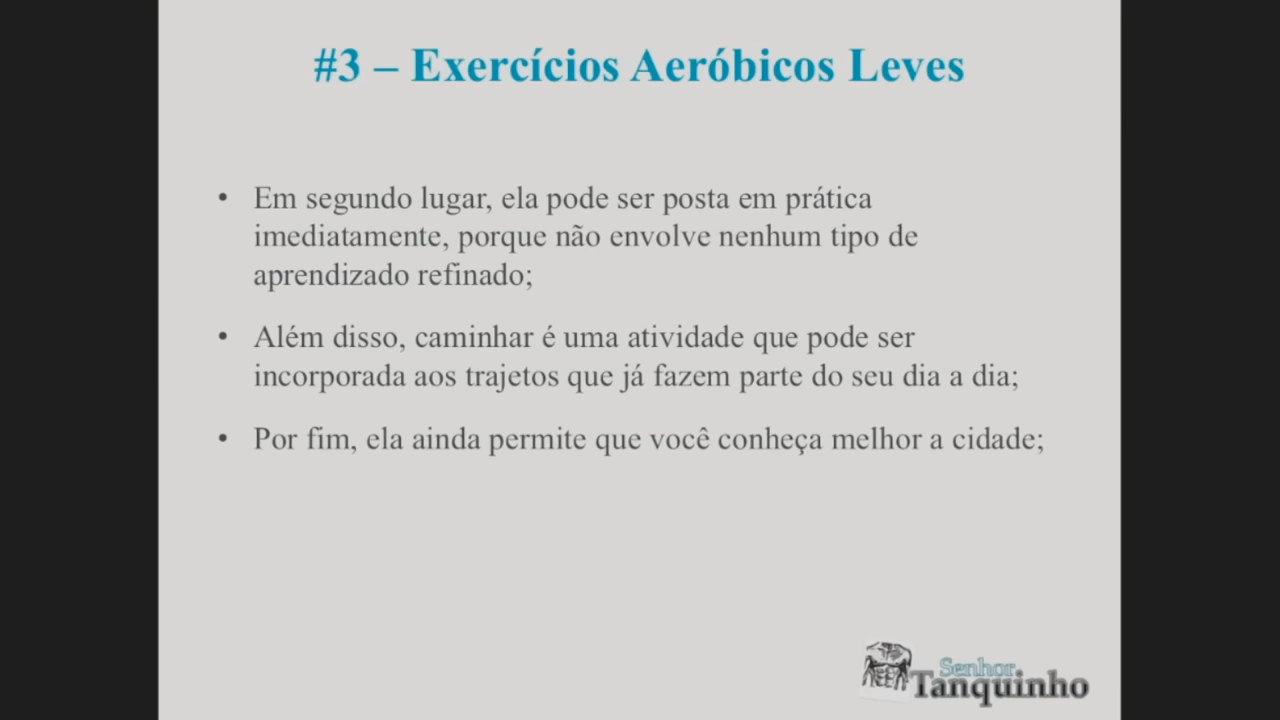 #3 – Exercícios Aeróbicos Leves
• Em segundo lugar, ela pode ser posta em prática
imediatamente, porque não envolve nenhum tipo de
aprendizado refinado;
• Além disso, caminhar é uma atividade que pode ser
incorporada aos trajetos que já fazem parte do seu dia a dia;
• Por fim, ela ainda permite que você conheça melhor a cidade;
Senhor
Tanquinho